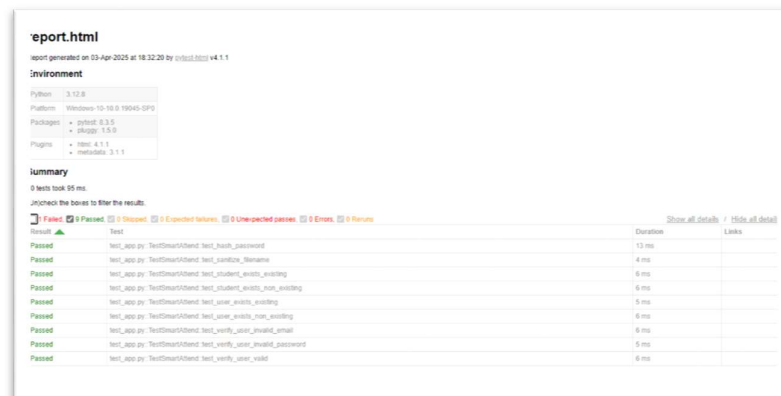 eport.html
eport generated on 03-Apr-2025 at 18:32:20 by pytest-html v4.1.1
Environment
Python 3.12.8
Platform Windows-10-10.0.19045-SP0
Packages
• pytest: 8.3.5
• pluggy: 1.5.0
Plugins
• html: 4.1.1
• metadata: 3.1.1
Summary
0 tests took 95 ms.
Un)check the boxes to filter the results.
1 Failed, 9 Passed, 0 Skipped, 0 Expected failures, 0 Unexpected passes, 0 Errors, 0 Reruns Show all details / Hide all detail
Result Test Duration Links
Passed test_app.py::TestSmartAttend::test_hash_password 13 ms
Passed test_app.py::TestSmartAttend::test_sanitize_filename 4 ms
Passed test_app.py::TestSmartAttend::test_student_exists_existing 6 ms
Passed test_app.py::TestSmartAttend::test_student_exists_non_existing 6 ms
Passed test_app.py::TestSmartAttend::test_user_exists_existing 5 ms
Passed test_app.py::TestSmartAttend::test_user_exists_non_existing 6 ms
Passed test_app.py::TestSmartAttend::test_verify_user_invalid_email 6 ms
Passed test_app.py::TestSmartAttend::test_verify_user_invalid_password 5 ms
Passed test_app.py::TestSmartAttend::test_verify_user_valid 6 ms